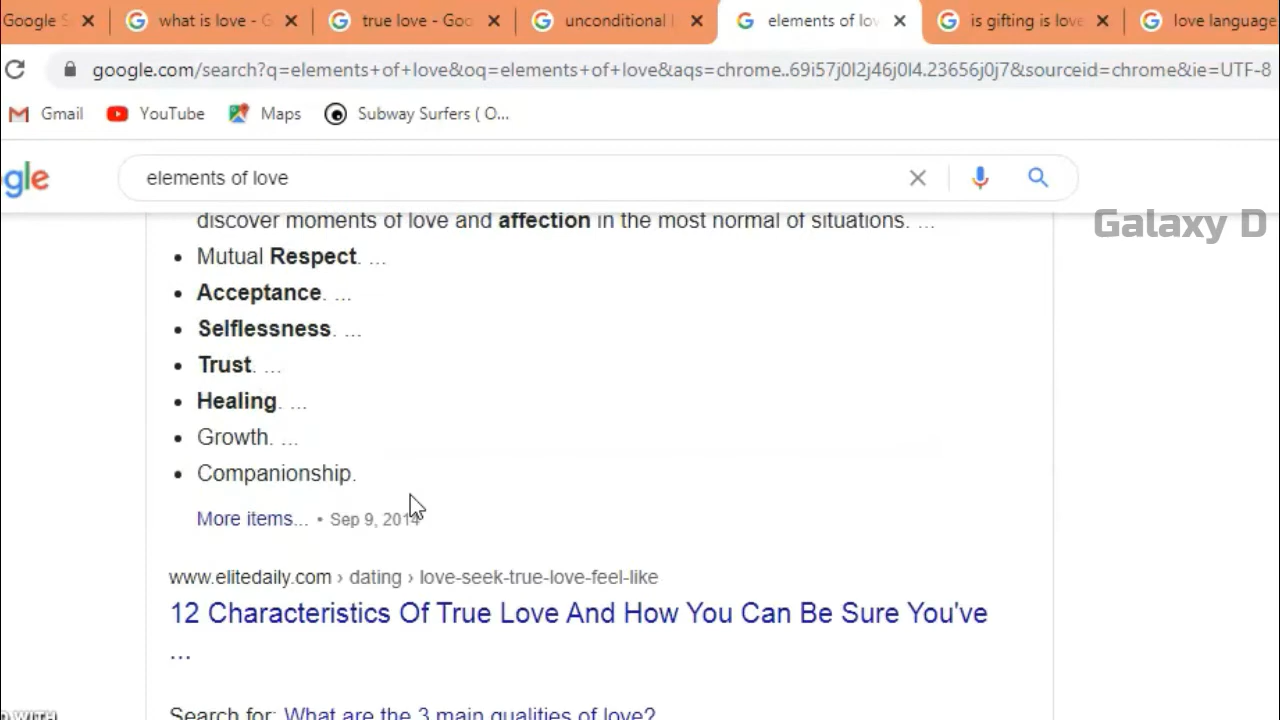 Google S
what is love - G
true love - Goo
unconditional l
elements of lov
is gifting is love
love language
google.com/search?q=elements+of+love&oq=elements+of+love&aqs=chrome..69i57j0l2j46j0l4.23656j0j7&sourceid=chrome&ie=UTF-8
Gmail YouTube Maps Subway Surfers ( O...
gle elements of love
discover moments of love and affection in the most normal of situations. ...
Galaxy D
• Mutual Respect. ...
• Acceptance. ...
• Selflessness. ...
• Trust. ...
• Healing. ...
• Growth. ...
• Companionship.
More items... • Sep 9, 2014
www.elitedaily.com › dating › love-seek-true-love-feel-like
12 Characteristics Of True Love And How You Can Be Sure You've
...
Search for: What are the 3 main qualities of love?
D WITH